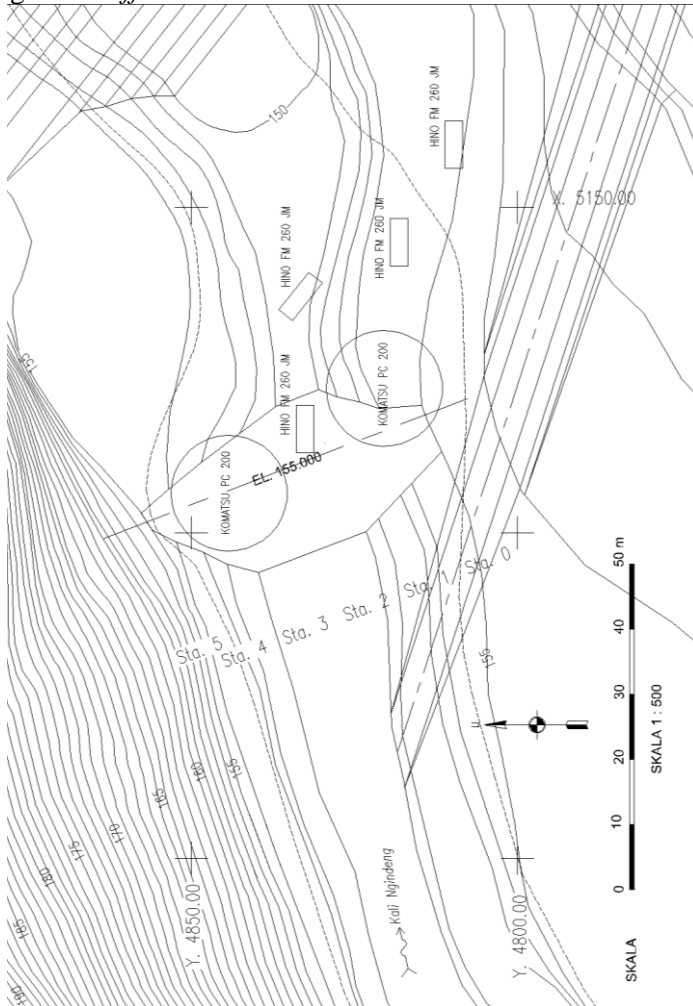 150
HINO FM 260 JM
X. 5150.00
HINO FM 260 JM
HINO FM 260 JM
155
HINO FM 260 JM
KOMATSU PC 200
KOMATSU PC 200
EL. 155.000
Sta. 5
Sta. 4
Sta. 3
Sta. 2
Sta. 1
Sta. 0
155
155
160
165
170
175
180
185
190
Y. 4850.00
Kali Ngindeng
Y. 4800.00
U
0 10 20 30 40 50 m
SKALA
SKALA 1 : 500